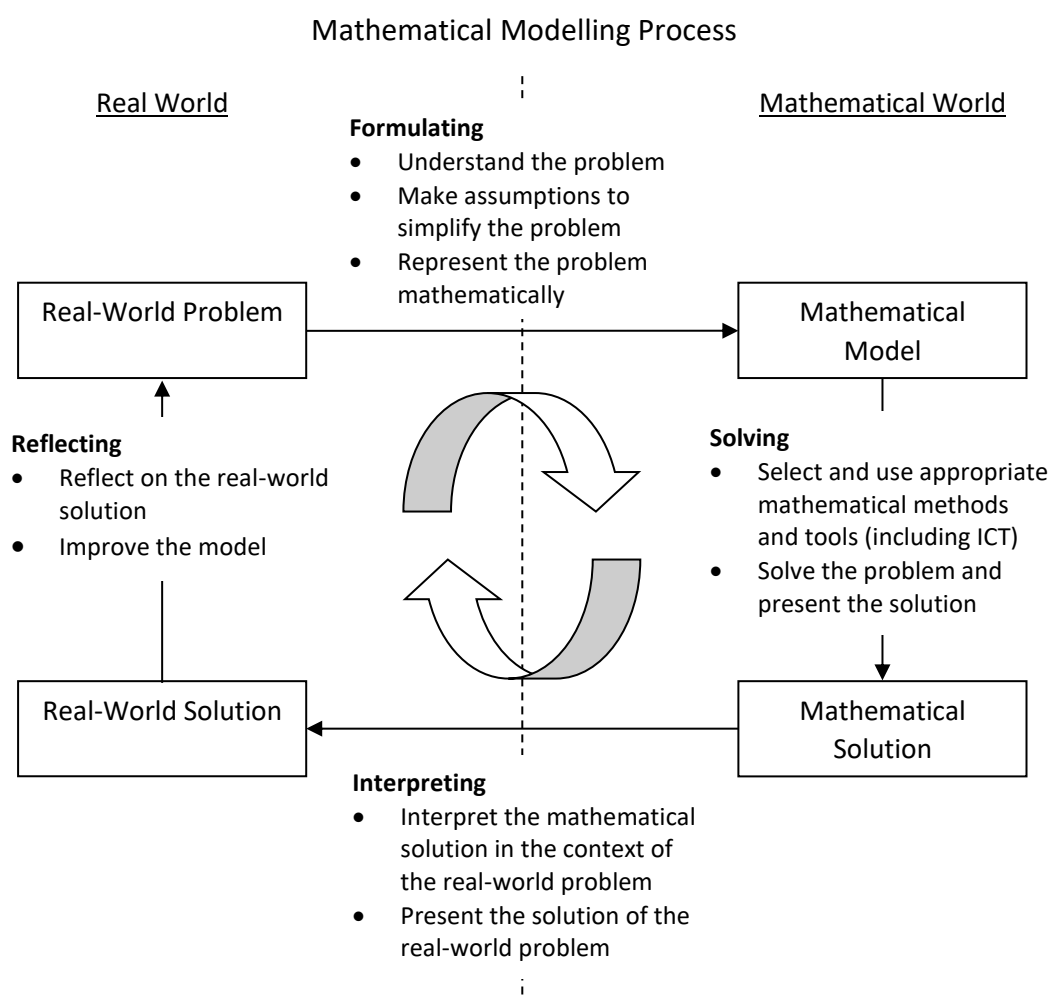 Mathematical Modelling Process
Real World
Mathematical World
Formulating
• Understand the problem
• Make assumptions to
simplify the problem
• Represent the problem
mathematically
Real-World Problem
Mathematical
Model
Reflecting
• Reflect on the real-world
solution
• Improve the model
Solving
• Select and use appropriate
mathematical methods
and tools (including ICT)
• Solve the problem and
present the solution
Real-World Solution
Mathematical
Solution
Interpreting
• Interpret the mathematical
solution in the context of
the real-world problem
• Present the solution of the
real-world problem